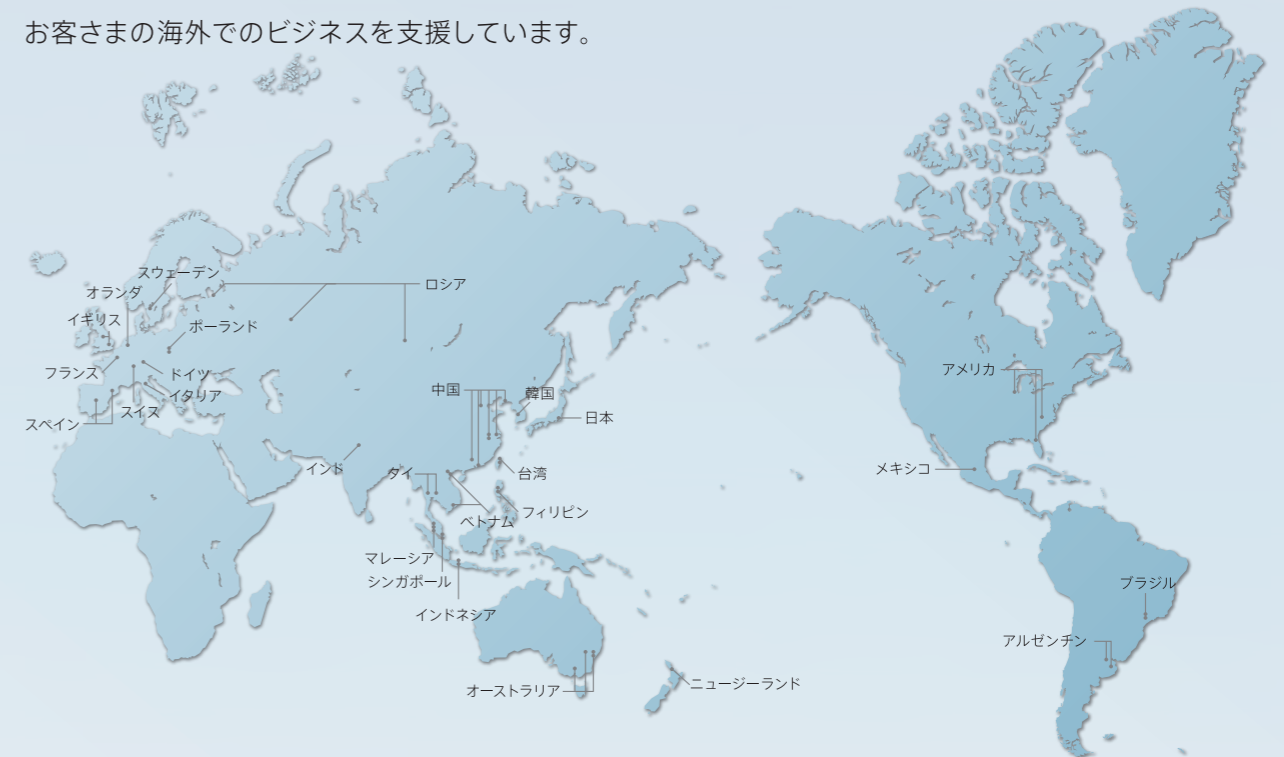 お客さまの海外でのビジネスを支援しています。
スウェーデン
オランダ
ロシア
イギリス
ポーランド
フランス
ドイツ
イタリア
スイス
スペイン
中国
韓国
日本
インド
タイ
台湾
ベトナム
フィリピン
マレーシア
シンガポール
インドネシア
オーストラリア
ニュージーランド
アメリカ
メキシコ
ブラジル
アルゼンチン